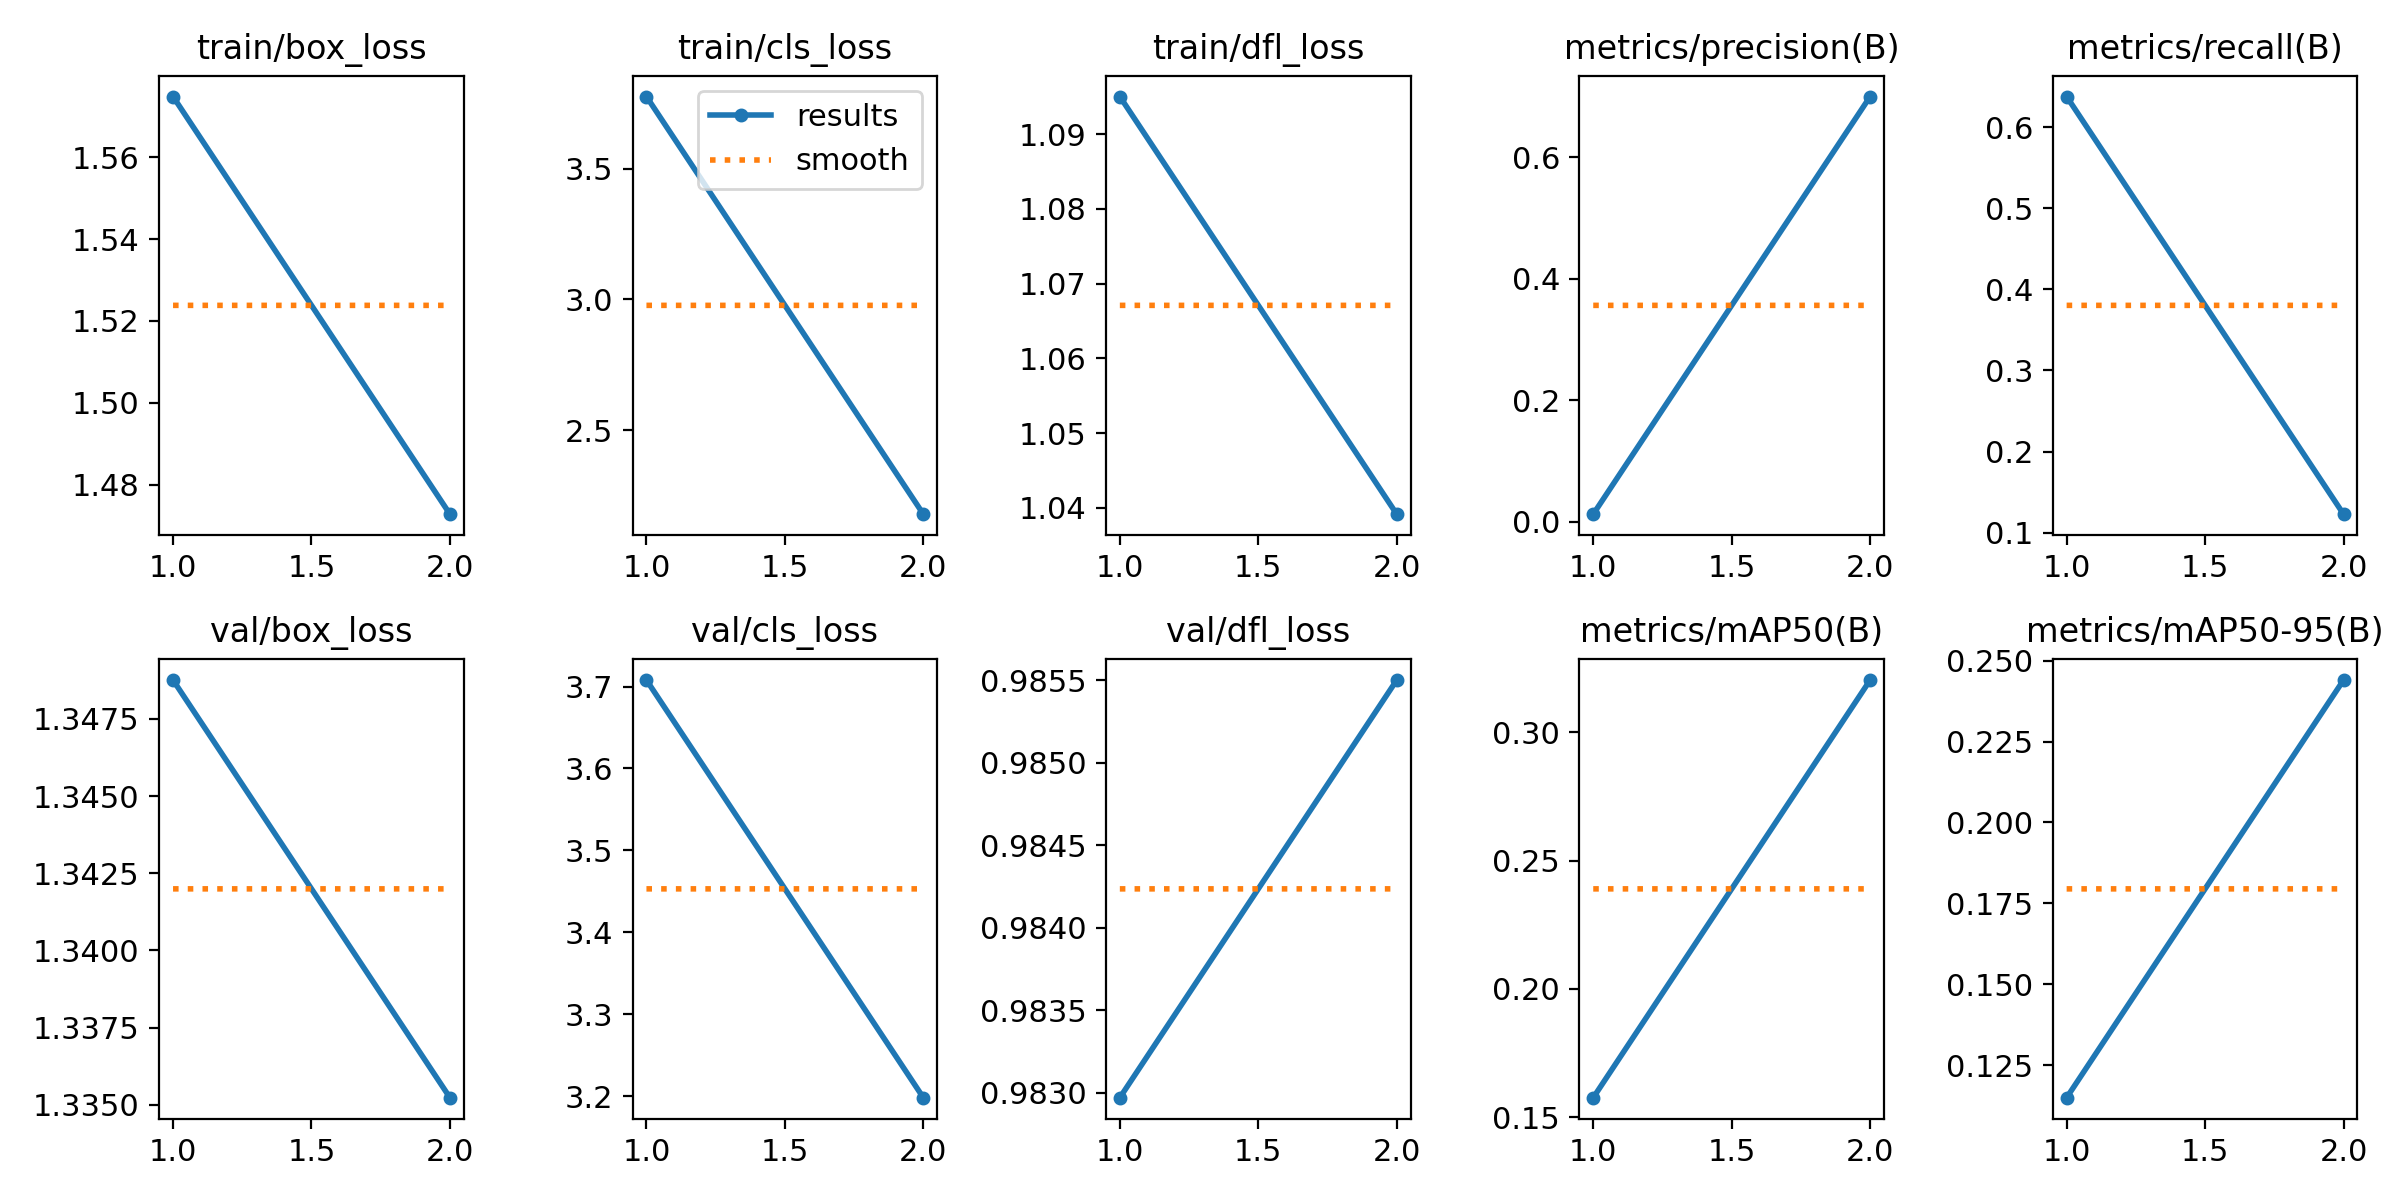 train/box_loss
1.56
1.54
1.52
1.50
1.48
1.0 1.5 2.0
train/cls_loss
results
smooth
3.5
3.0
2.5
1.0 1.5 2.0
train/dfl_loss
1.09
1.08
1.07
1.06
1.05
1.04
1.0 1.5 2.0
metrics/precision(B)
0.6
0.4
0.2
0.0
1.0 1.5 2.0
metrics/recall(B)
0.6
0.5
0.4
0.3
0.2
0.1
1.0 1.5 2.0
val/box_loss
1.3475
1.3450
1.3425
1.3400
1.3375
1.3350
1.0 1.5 2.0
val/cls_loss
3.7
3.6
3.5
3.4
3.3
3.2
1.0 1.5 2.0
val/dfl_loss
0.9855
0.9850
0.9845
0.9840
0.9835
0.9830
1.0 1.5 2.0
metrics/mAP50(B)
0.30
0.25
0.20
0.15
1.0 1.5 2.0
metrics/mAP50-95(B)
0.250
0.225
0.200
0.175
0.150
0.125
1.0 1.5 2.0